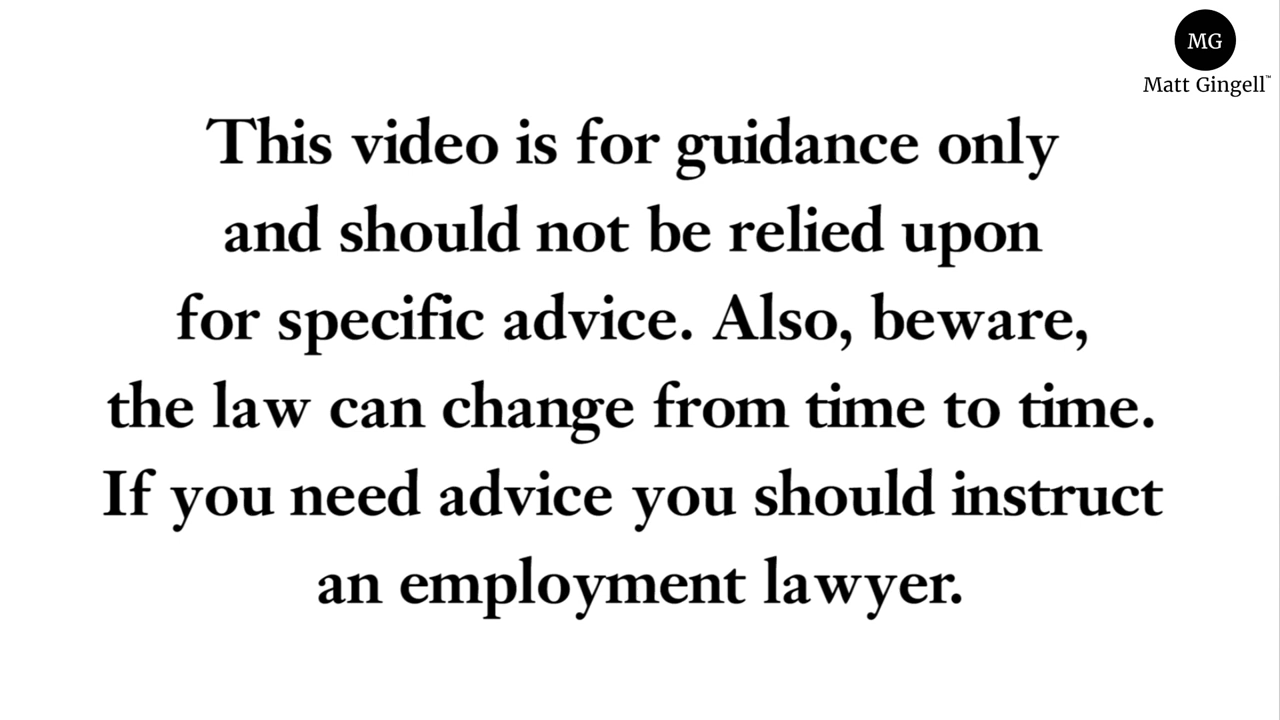 MG
Matt Gingell™
This video is for guidance only
and should not be relied upon
for specific advice. Also, beware,
the law can change from time to time.
If you need advice you should instruct
an employment lawyer.